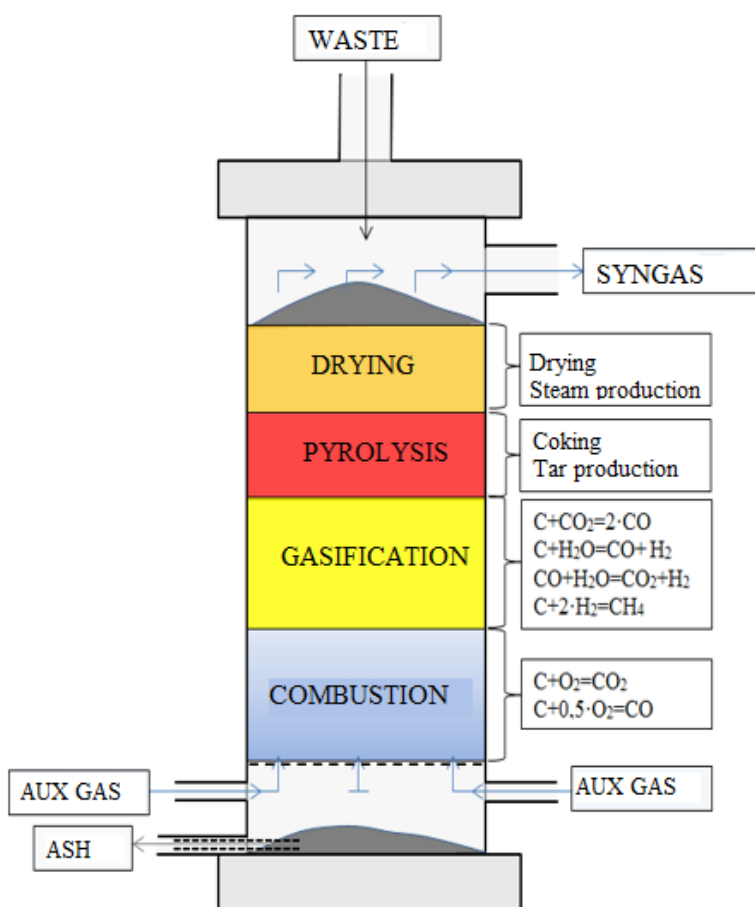 WASTE
SYNGAS
DRYING
Drying
Steam production
PYROLYSIS
Coking
Tar production
GASIFICATION
C+CO₂=2·CO
C+H₂O=CO+H₂
CO+H₂O=CO₂+H₂
C+2·H₂=CH₄
COMBUSTION
C+O₂=CO₂
C+0,5·O₂=CO
AUX GAS
AUX GAS
ASH